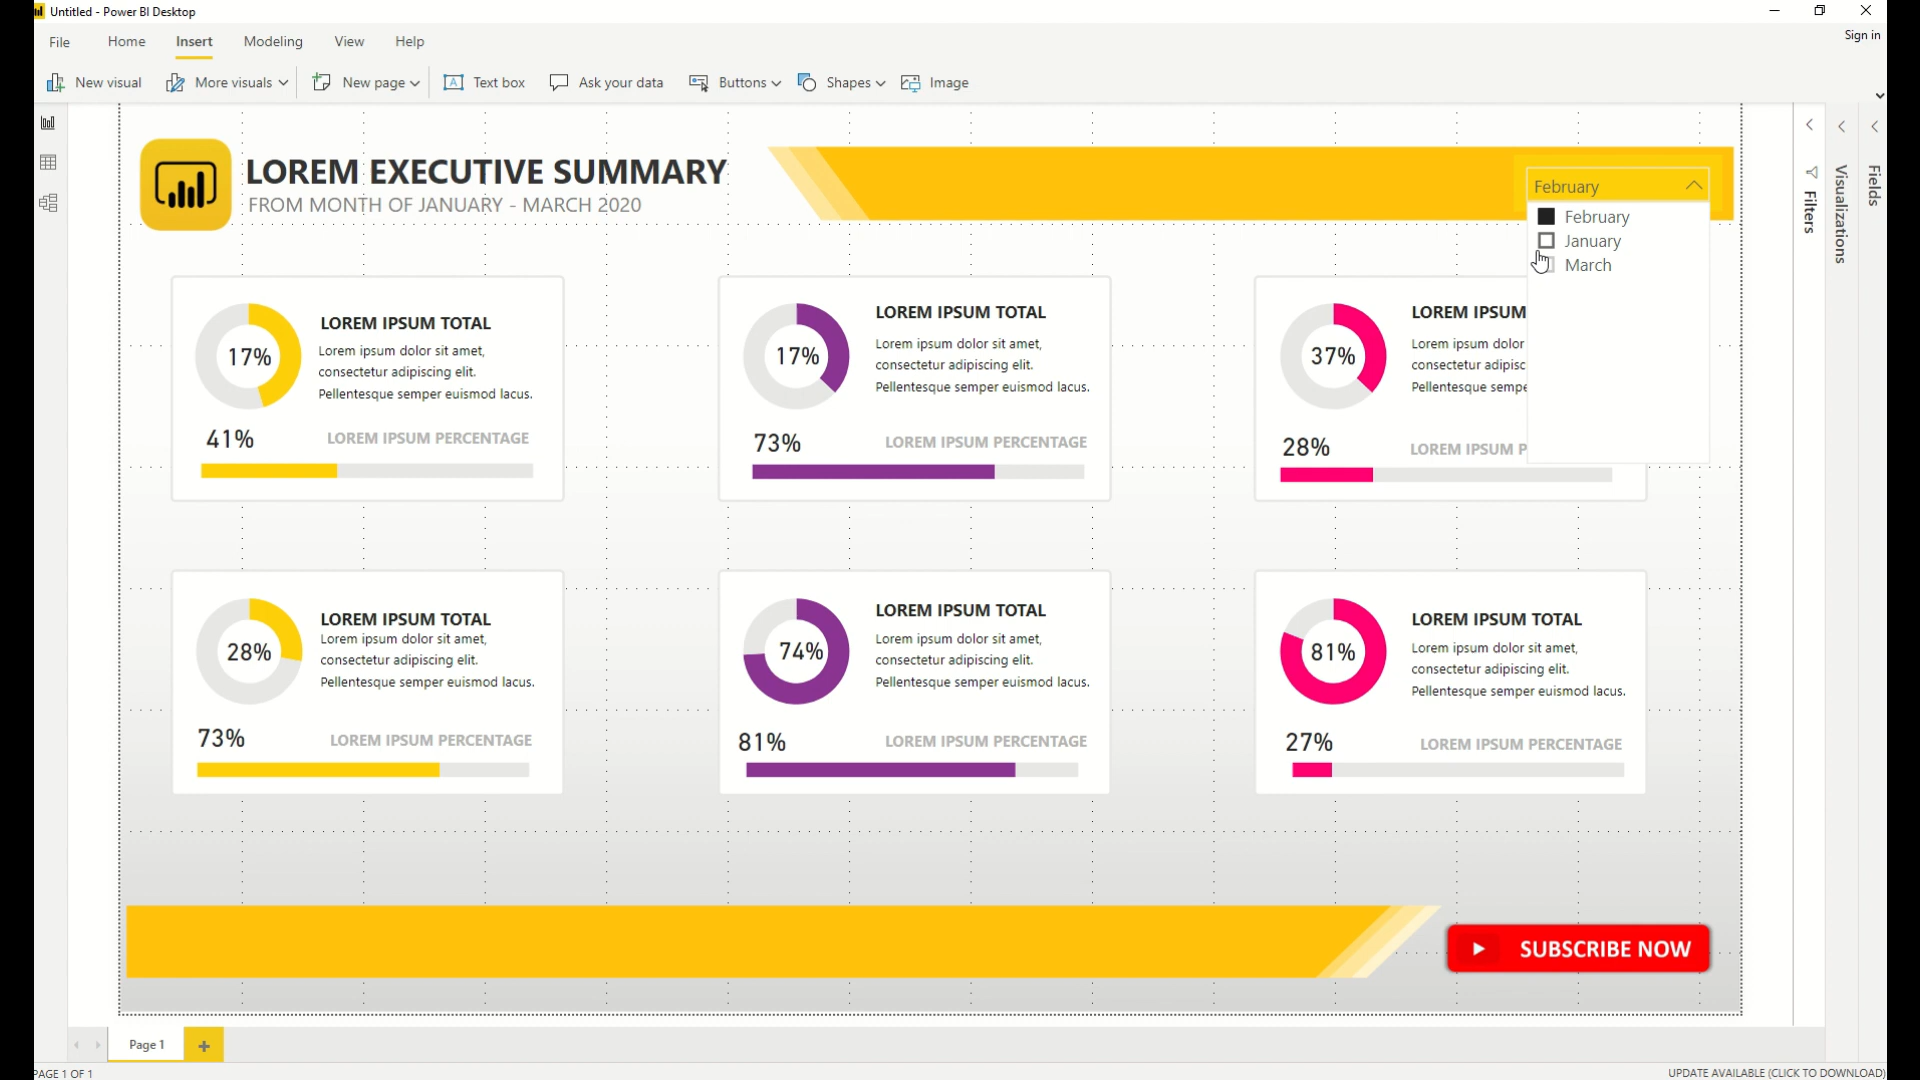 Untitled - Power BI Desktop
File Home Insert Modeling View Help
Sign in
New visual More visuals New page Text box Ask your data Buttons Shapes Image
LOREM EXECUTIVE SUMMARY
FROM MONTH OF JANUARY - MARCH 2020
February
February
January
March
Filters
Visualizations
Fields
17%
LOREM IPSUM TOTAL
Lorem ipsum dolor sit amet,
consectetur adipiscing elit.
Pellentesque semper euismod lacus.
41% LOREM IPSUM PERCENTAGE
17%
LOREM IPSUM TOTAL
Lorem ipsum dolor sit amet,
consectetur adipiscing elit.
Pellentesque semper euismod lacus.
73% LOREM IPSUM PERCENTAGE
37%
LOREM IPSUM
Lorem ipsum dolor
consectetur adipisc
Pellentesque sempe
28% LOREM IPSUM P
28%
LOREM IPSUM TOTAL
Lorem ipsum dolor sit amet,
consectetur adipiscing elit.
Pellentesque semper euismod lacus.
73% LOREM IPSUM PERCENTAGE
74%
LOREM IPSUM TOTAL
Lorem ipsum dolor sit amet,
consectetur adipiscing elit.
Pellentesque semper euismod lacus.
81% LOREM IPSUM PERCENTAGE
81%
LOREM IPSUM TOTAL
Lorem ipsum dolor sit amet,
consectetur adipiscing elit.
Pellentesque semper euismod lacus.
27% LOREM IPSUM PERCENTAGE
SUBSCRIBE NOW
Page 1
PAGE 1 OF 1
UPDATE AVAILABLE (CLICK TO DOWNLOAD)